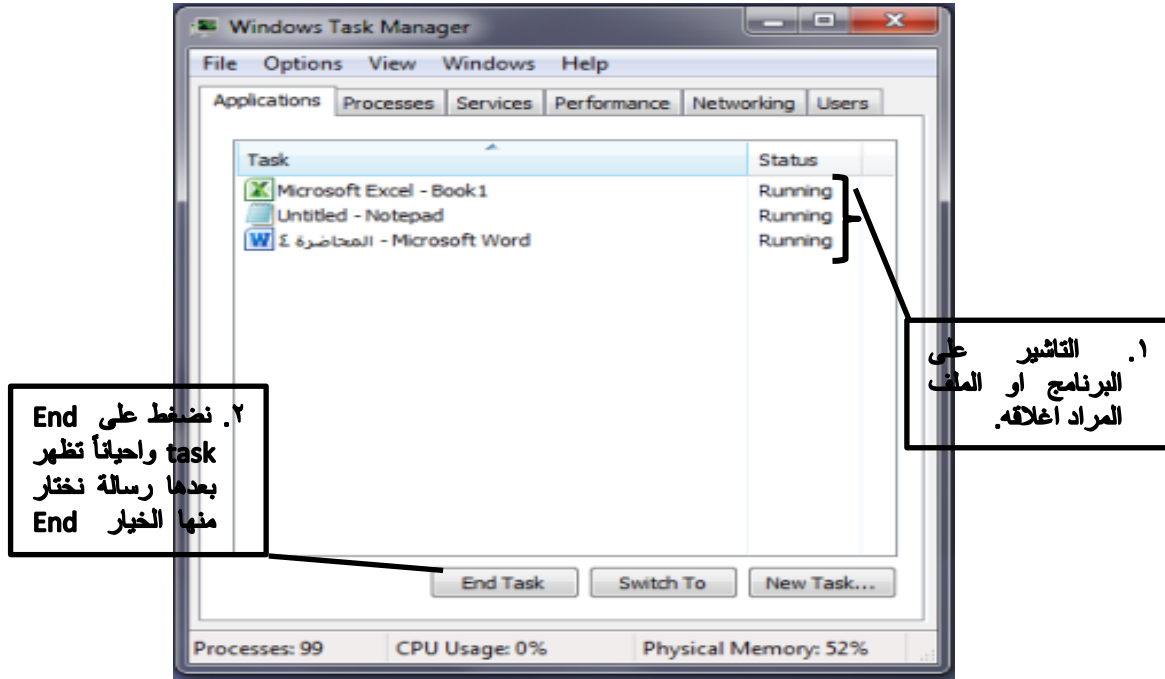 Windows Task Manager
File Options View Windows Help
Applications Processes Services Performance Networking Users
Task Status
Microsoft Excel - Book1 Running
Untitled - Notepad Running
المحاضرة ٤ - Microsoft Word Running
١. التاشير على
البرنامج او الملف
المراد اغلاقه.
٢. نضغط على End
task واحياناً تظهر
بعدها رسالة نختار
منها الخيار End
End Task Switch To New Task...
Processes: 99 CPU Usage: 0% Physical Memory: 52%